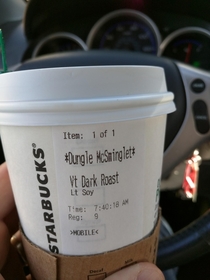 Item: 1 of 1
*Dungle McSminglet*
Vt Dark Roast
Lt Soy
Time: 7:40:18 AM
Reg: 9
>MOBILE<
STARBUCKS